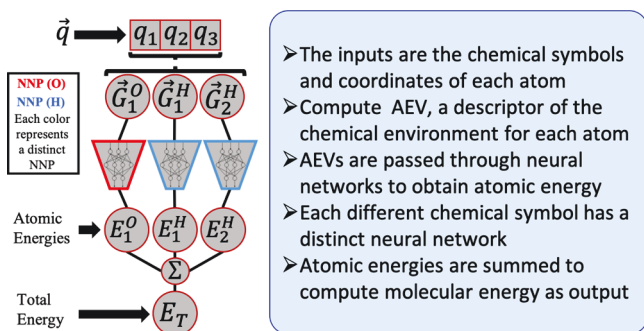 q⃗
q₁ q₂ q₃
NNP (O)
NNP (H)
Each color
represents
a distinct
NNP
G⃗₁ᴼ G⃗₁ᴴ G⃗₂ᴴ
Atomic
Energies
E₁ᴼ E₁ᴴ E₂ᴴ
Σ
Total
Energy
E_T
➢The inputs are the chemical symbols
and coordinates of each atom
➢Compute AEV, a descriptor of the
chemical environment for each atom
➢AEVs are passed through neural
networks to obtain atomic energy
➢Each different chemical symbol has a
distinct neural network
➢Atomic energies are summed to
compute molecular energy as output